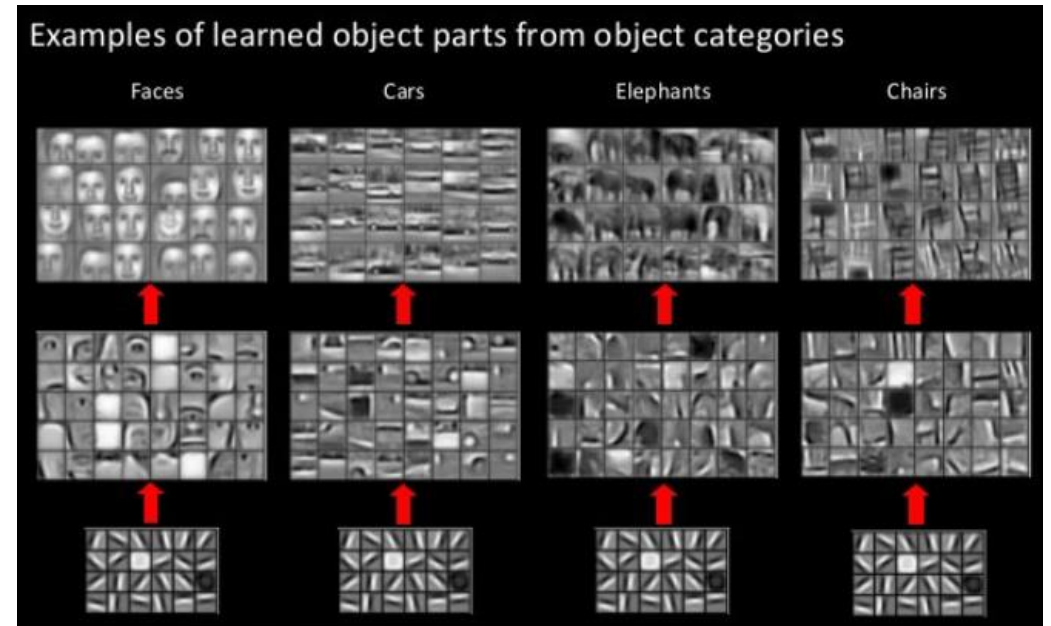 Examples of learned object parts from object categories
Faces
Cars
Elephants
Chairs